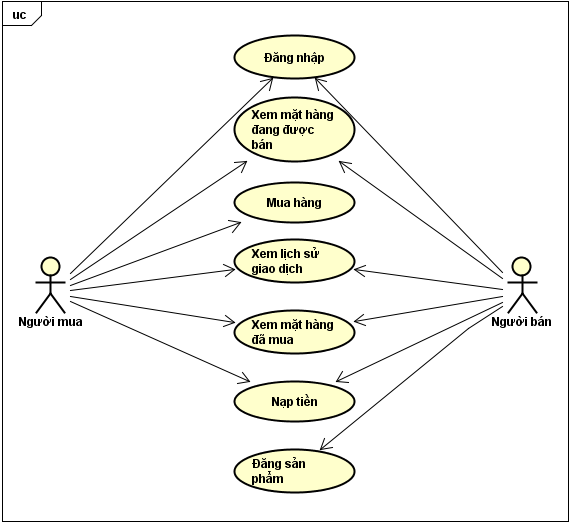 uc
Đăng nhập
Xem mặt hàng
đang được
bán
Mua hàng
Xem lịch sử
giao dịch
Người mua
Người bán
Xem mặt hàng
đã mua
Nạp tiền
Đăng sản
phẩm